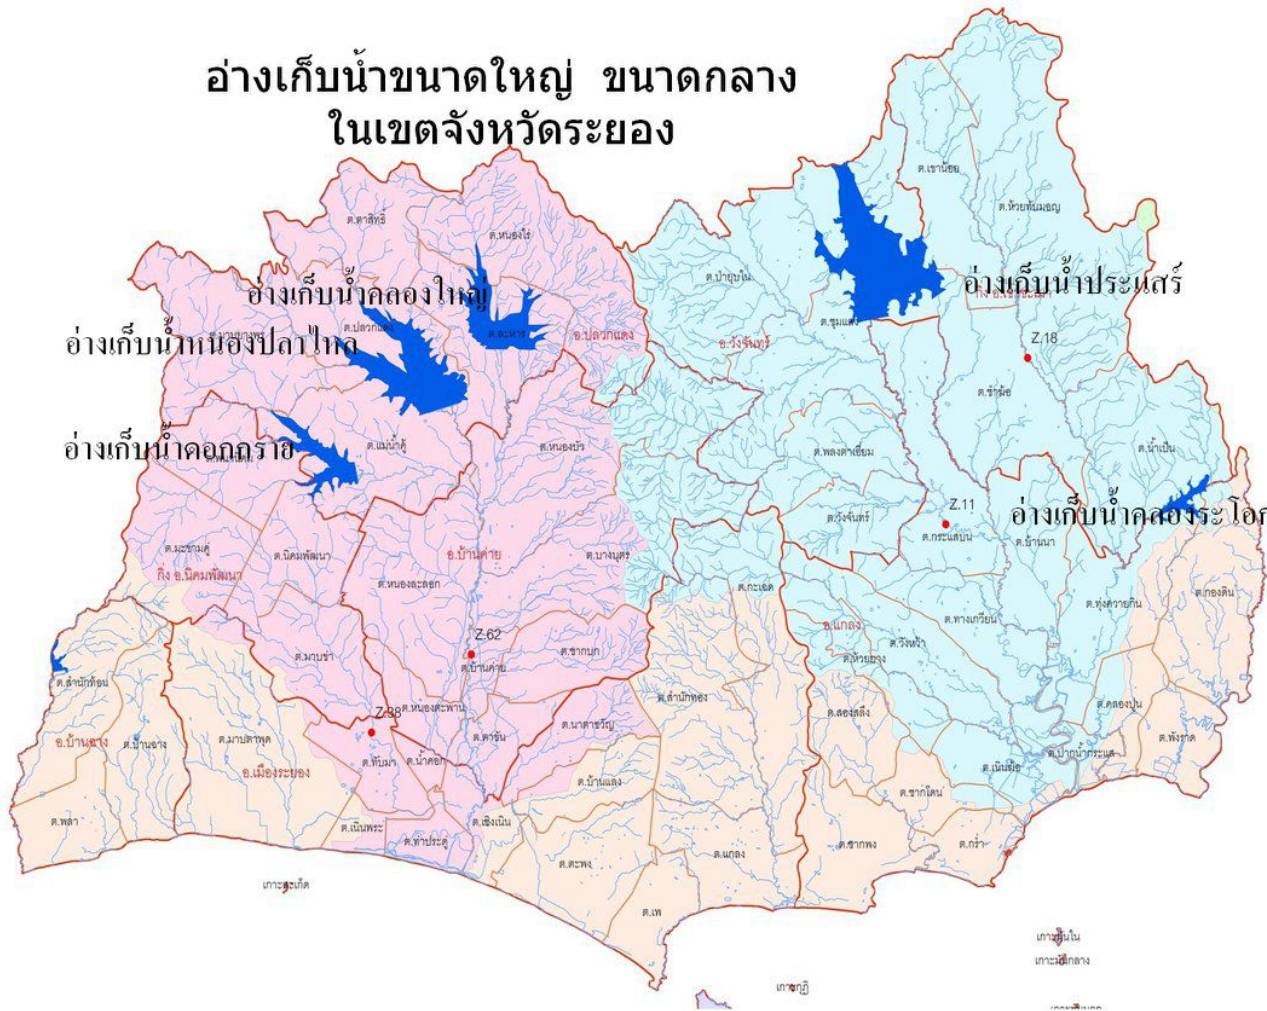 อ่างเก็บน้ำขนาดใหญ่ ขนาดกลาง
ในเขตจังหวัดระยอง
ต.เขาน้อย
ต.ห้วยทับมอญ
ต.ตาสิทธิ์
ต.หนองไร่
ต.ป่ายุบใน
อ่างเก็บน้ำประแสร์
อ่างเก็บน้ำคลองใหญ่
ต.ชุมแสง
ต.ปลวกแดง
ต.ละหาร
อ.ปลวกแดง
อ.วังจันทร์
Z.18
อ่างเก็บน้ำหนองปลาไหล
ต.ชำฆ้อ
ต.แม่น้ำคู้
ต.หนองบัว
ต.พลงตาเอี่ยม
ต.น้ำเป็น
อ่างเก็บน้ำดอกกราย
Z.11
ต.วังจันทร์
อ่างเก็บน้ำคลองระโอก
ต.กระแสบน
ต.บ้านนา
ต.มะขามคู่
ต.นิคมพัฒนา
อ.บ้านค่าย
ต.บางบุตร
กิ่ง อ.นิคมพัฒนา
ต.หนองละลอก
ต.กะเฉด
ต.กองดิน
ต.ทุ่งควายกิน
อ.แกลง
ต.ทางเกวียน
Z.62
ต.วังหว้า
ต.มาบข่า
ต.บ้านค่าย
ต.ชากบก
ต.ห้วยยาง
ต.สำนักท้อน
ต.สำนักทอง
ต.หนองตะพาน
ต.คลองปูน
Z.38
ต.สองสลึง
อ.บ้านฉาง
ต.บ้านฉาง
ต.มาบตาพุด
ต.ตาขัน
ต.นาตาขวัญ
ต.พังราด
ต.ปากน้ำกระแส
ต.ทับมา
ต.น้ำคอก
อ.เมืองระยอง
ต.เนินฆ้อ
ต.บ้านแลง
ต.ชากโดน
ต.พลา
ต.เนินพระ
ต.เชิงเนิน
ต.ท่าประดู่
ต.ชากพง
ต.กร่ำ
ต.ตะพง
ต.แกลง
เกาะสะเก็ด
ต.เพ
เกาะมันใน
เกาะมันกลาง
เกาะกุฎี